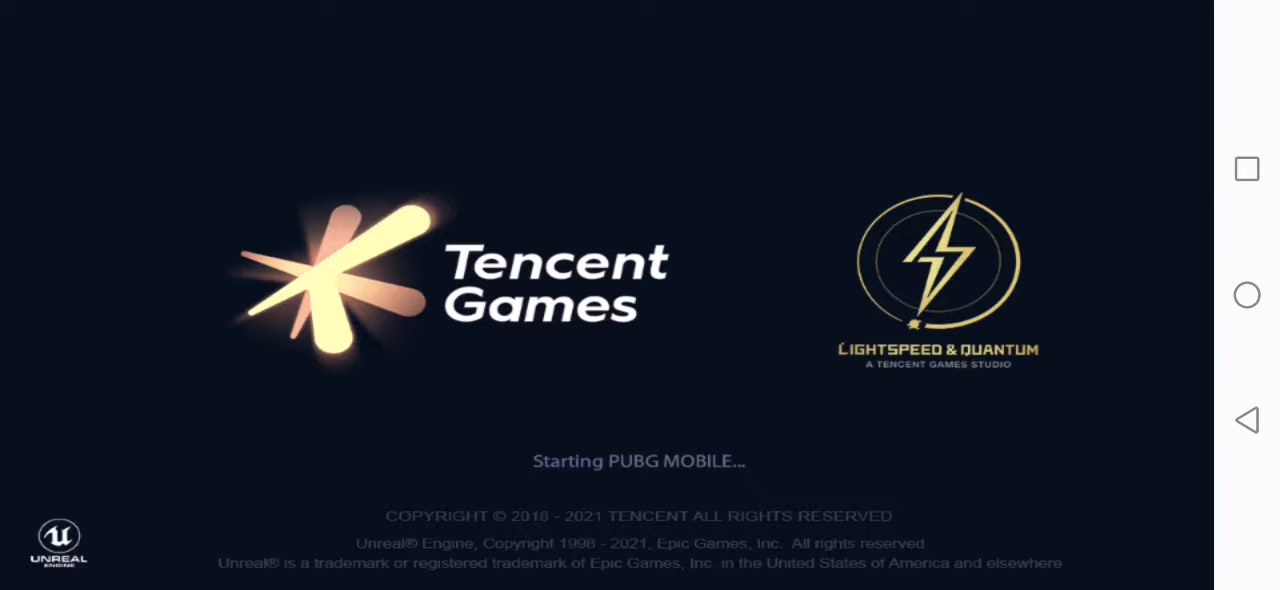 Tencent
Games
LIGHTSPEED & QUANTUM
A TENCENT GAMES STUDIO
Starting PUBG MOBILE...
COPYRIGHT © 2018 - 2021 TENCENT ALL RIGHTS RESERVED
Unreal® Engine, Copyright 1998 - 2021, Epic Games, Inc. All rights reserved
Unreal® is a trademark or registered trademark of Epic Games, Inc. in the United States of America and elsewhere
UNREAL
ENGINE